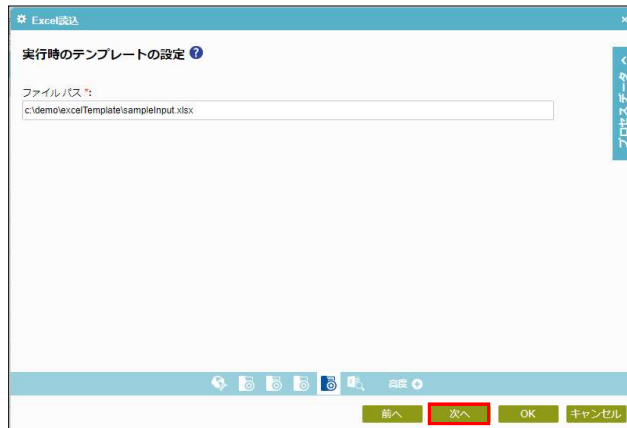 Excel読込
実行時のテンプレートの設定
プロセスデータ
ファイルパス *:
c:\demo\excelTemplate\sampleInput.xlsx
高度
前へ
次へ
OK
キャンセル